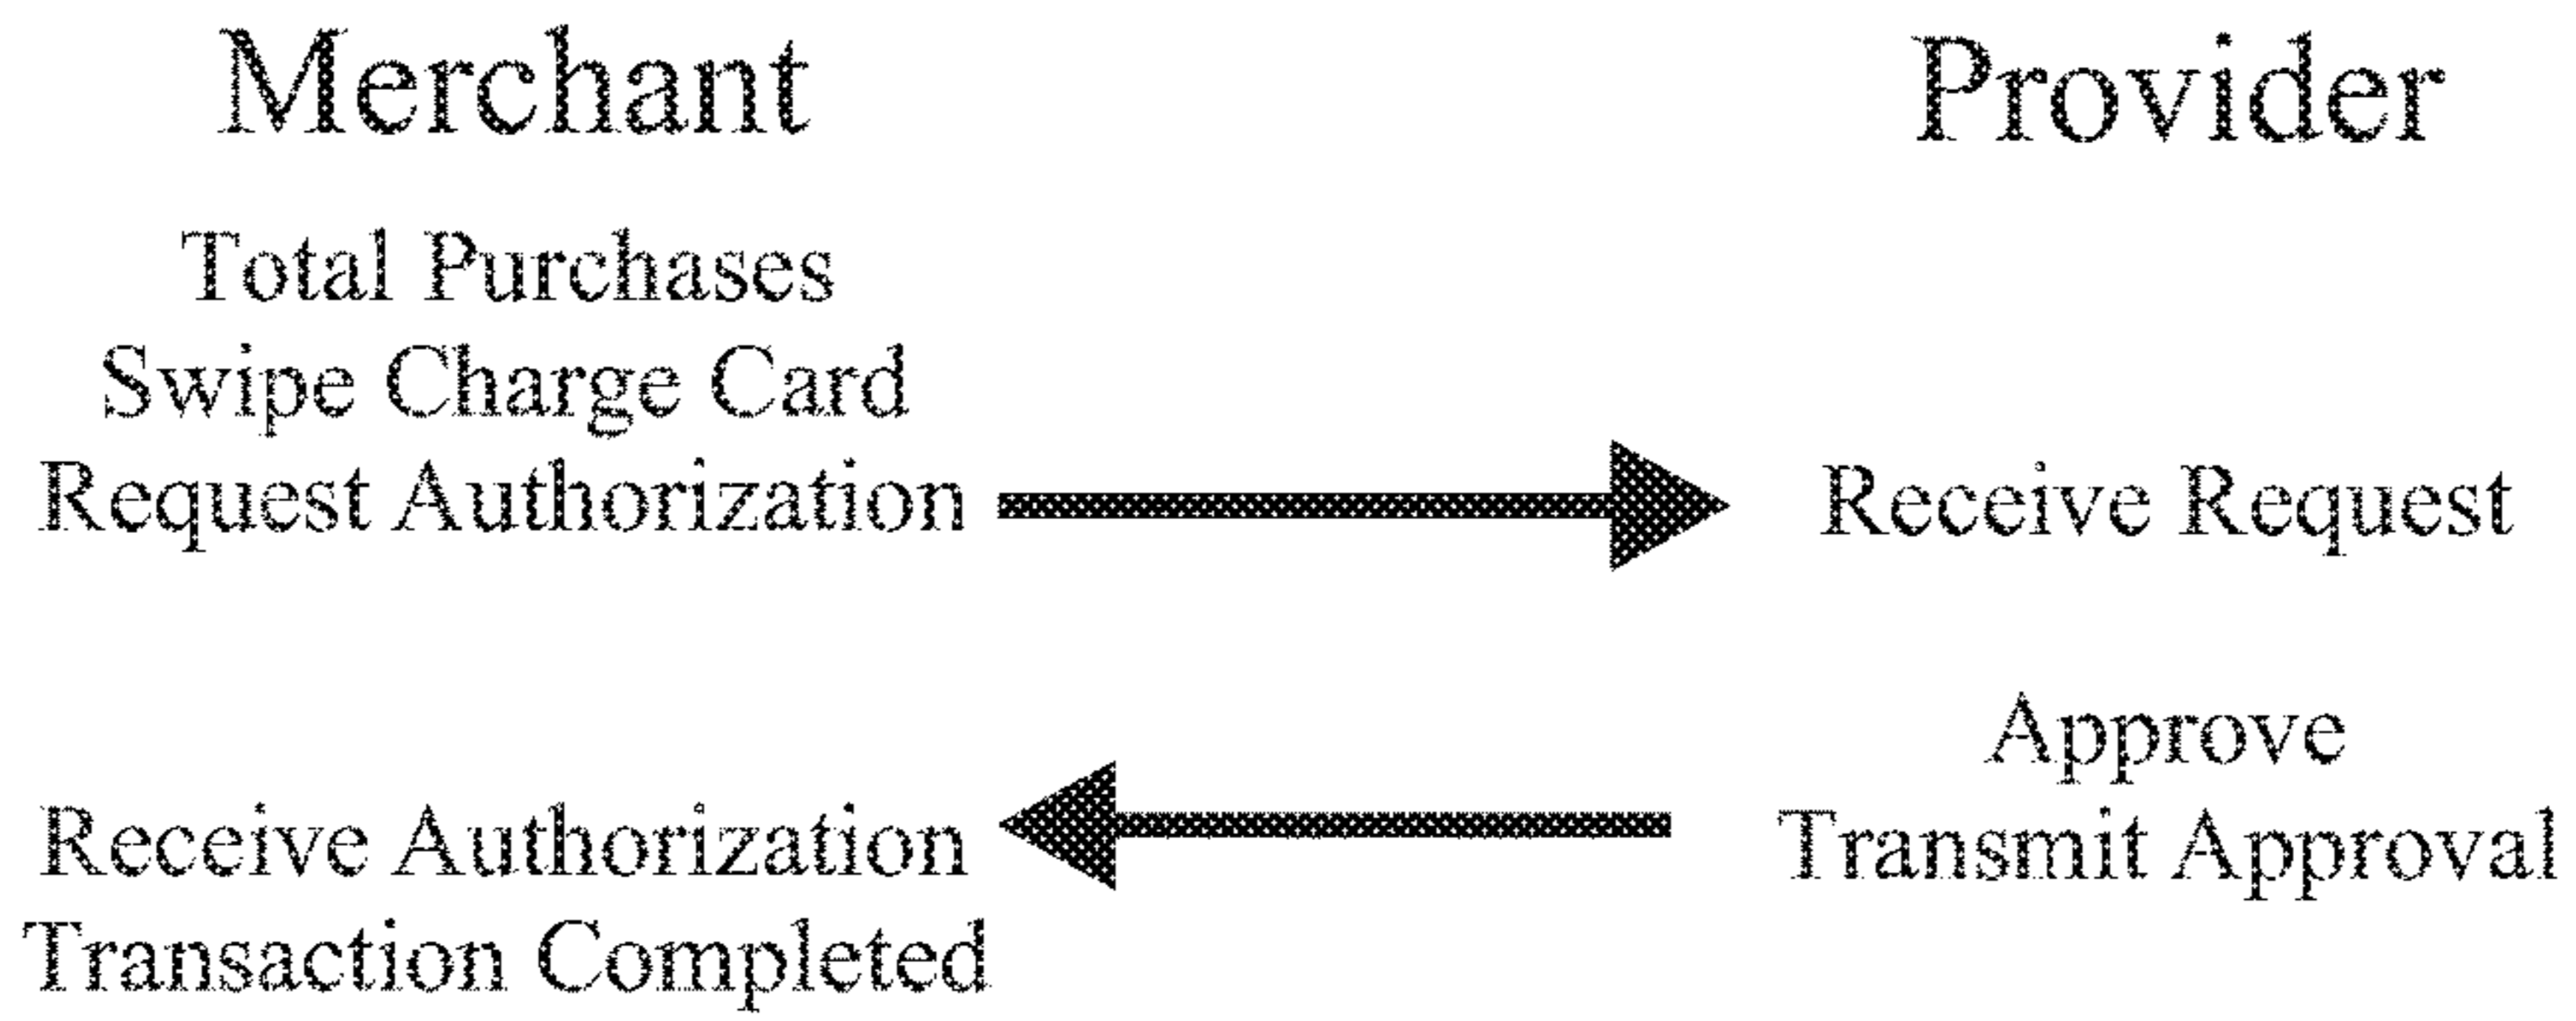 Merchant
Provider
Total Purchases
Swipe Charge Card
Request Authorization
Receive Request
Approve
Transmit Approval
Receive Authorization
Transaction Completed